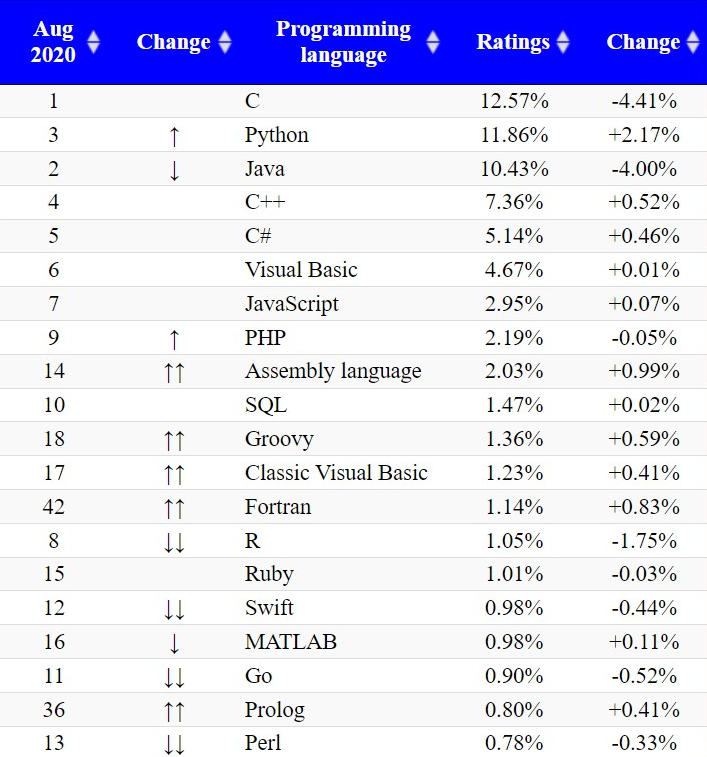 Aug 2020 Change Programming language Ratings Change
1 C 12.57% -4.41%
3 ↑ Python 11.86% +2.17%
2 ↓ Java 10.43% -4.00%
4 C++ 7.36% +0.52%
5 C# 5.14% +0.46%
6 Visual Basic 4.67% +0.01%
7 JavaScript 2.95% +0.07%
9 ↑ PHP 2.19% -0.05%
14 ↑↑ Assembly language 2.03% +0.99%
10 SQL 1.47% +0.02%
18 ↑↑ Groovy 1.36% +0.59%
17 ↑↑ Classic Visual Basic 1.23% +0.41%
42 ↑↑ Fortran 1.14% +0.83%
8 ↓↓ R 1.05% -1.75%
15 Ruby 1.01% -0.03%
12 ↓↓ Swift 0.98% -0.44%
16 ↓ MATLAB 0.98% +0.11%
11 ↓↓ Go 0.90% -0.52%
36 ↑↑ Prolog 0.80% +0.41%
13 ↓↓ Perl 0.78% -0.33%